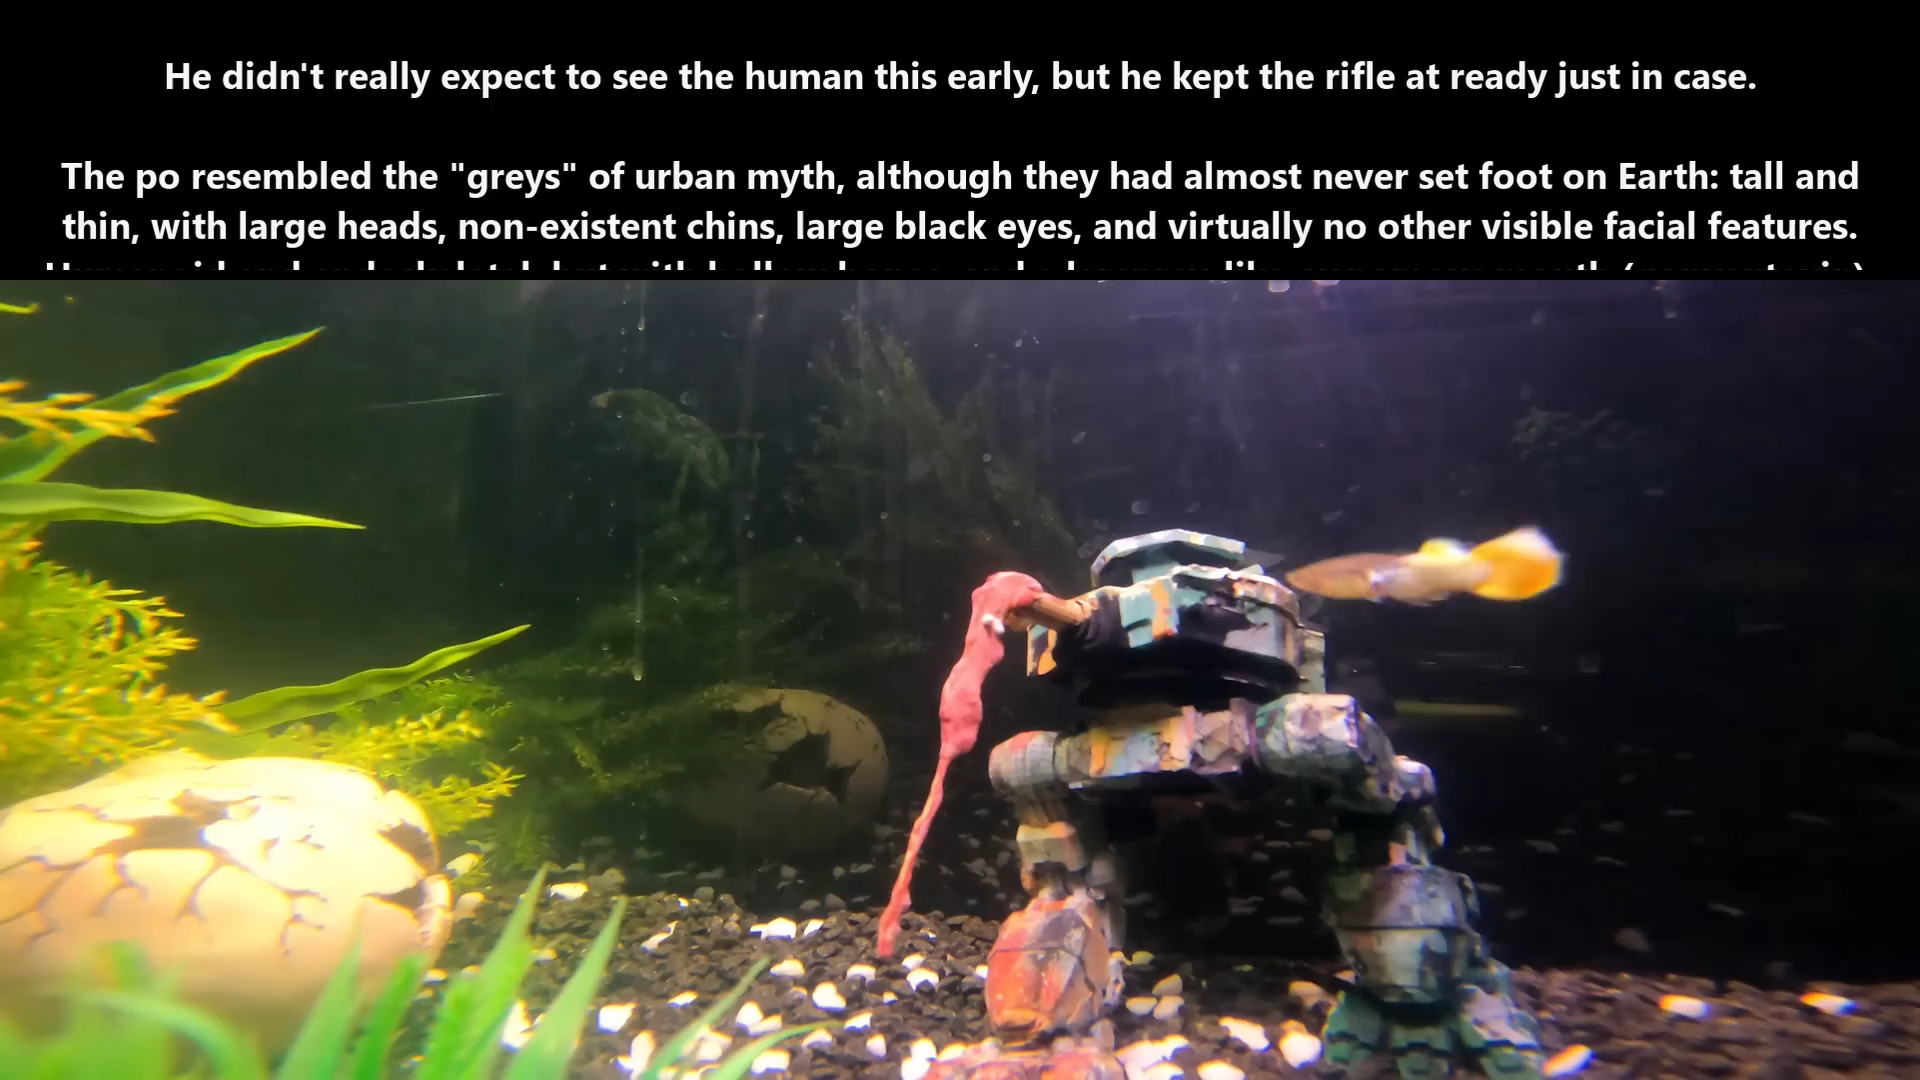 He didn't really expect to see the human this early, but he kept the rifle at ready just in case.
The po resembled the "greys" of urban myth, although they had almost never set foot on Earth: tall and
thin, with large heads, non-existent chins, large black eyes, and virtually no other visible facial features.